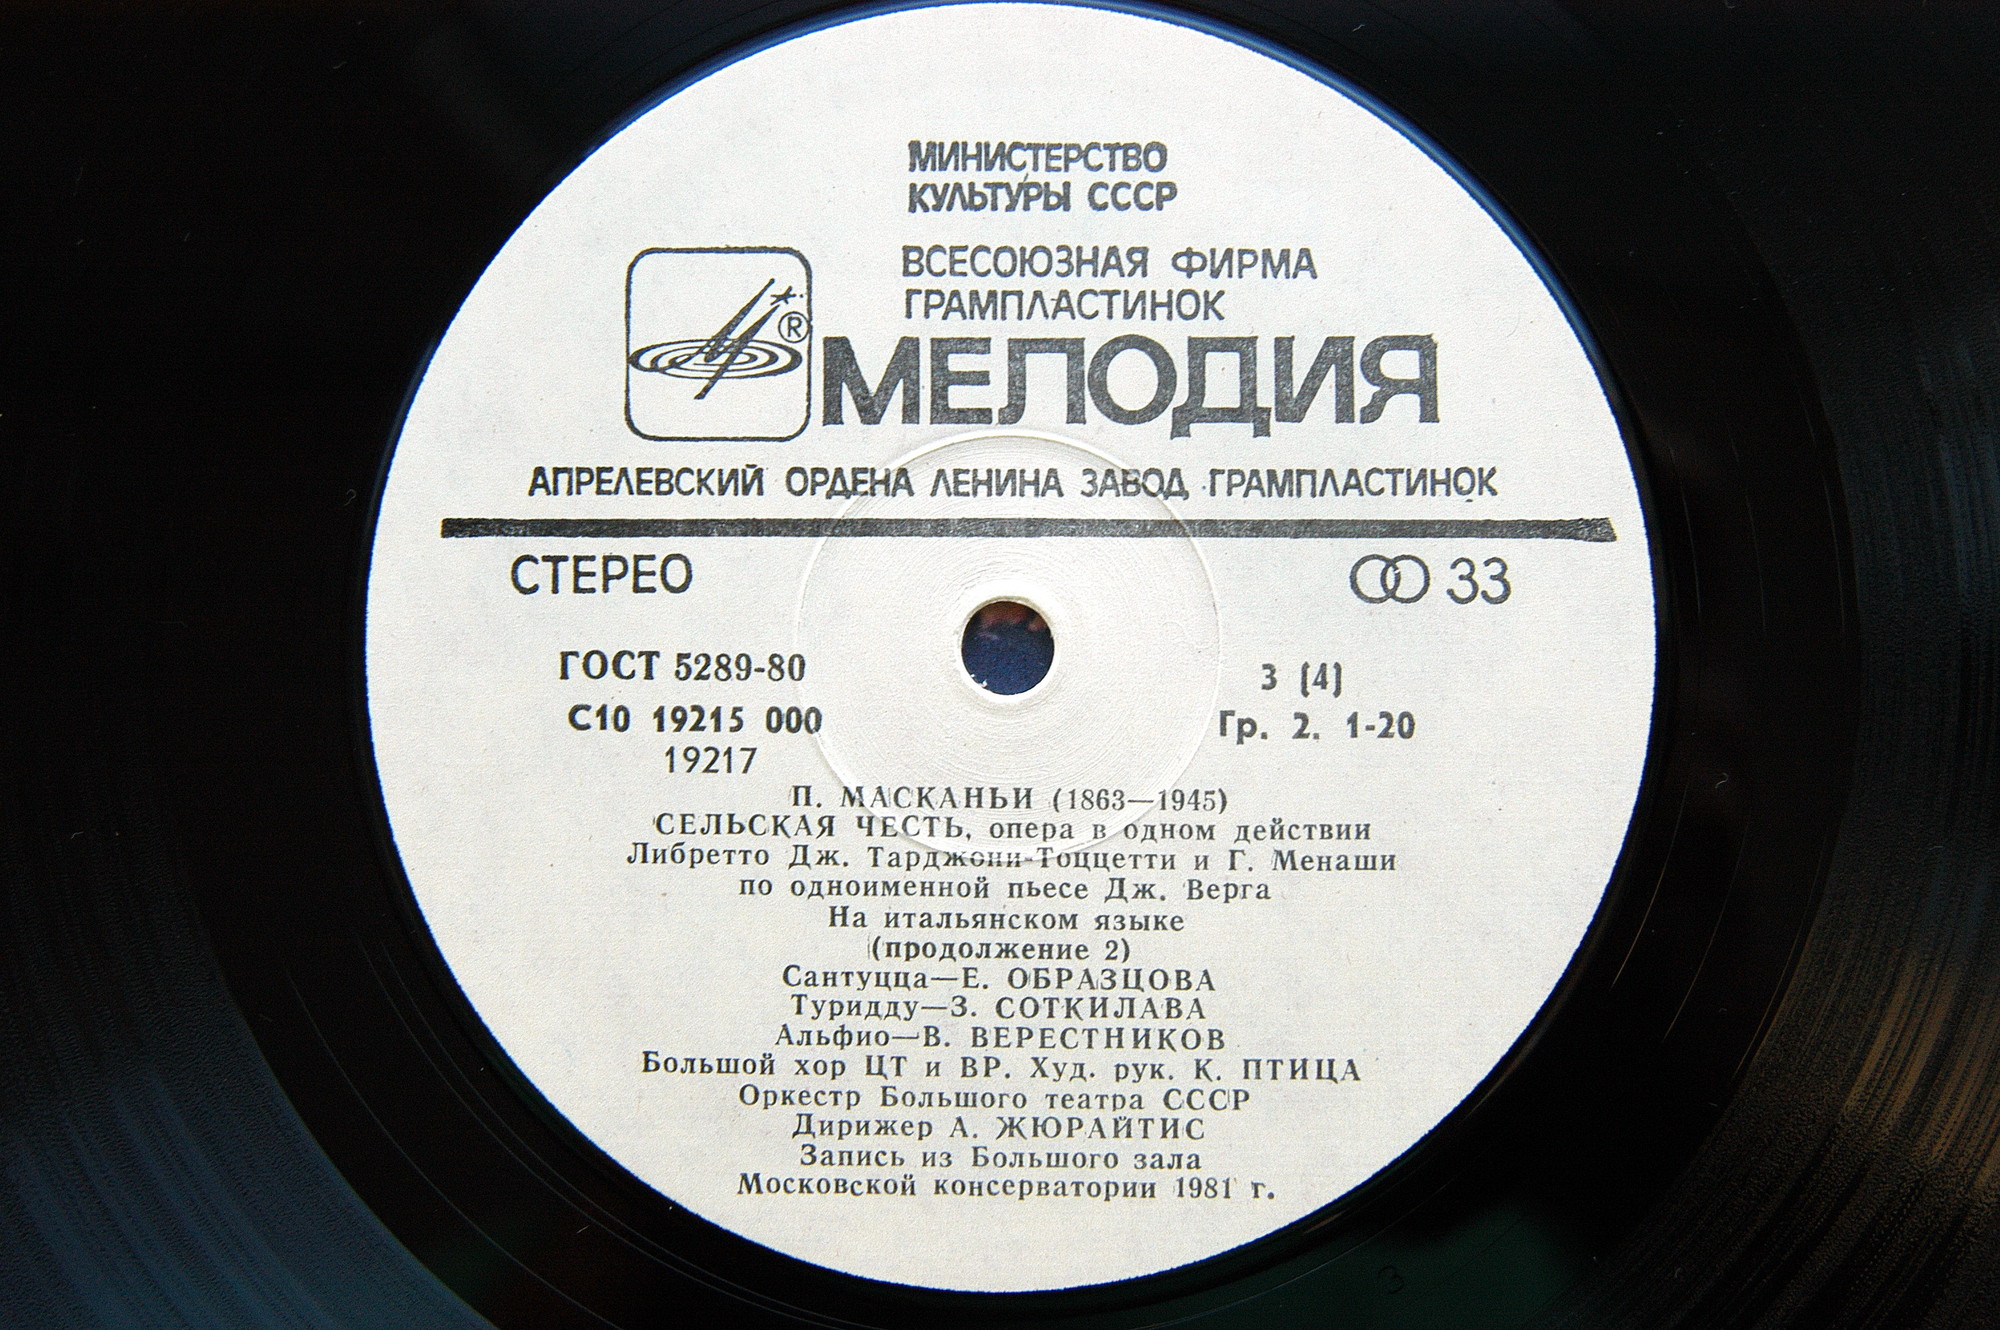 МИНИСТЕРСТВО
КУЛЬТУРЫ СССР
ВСЕСОЮЗНАЯ ФИРМА
ГРАМПЛАСТИНОК
®
МЕЛОДИЯ
АПРЕЛЕВСКИЙ ОРДЕНА ЛЕНИНА ЗАВОД ГРАМПЛАСТИНОК
СТЕРЕО
33
ГОСТ 5289-80
3 (4)
С10 19215 000
Гр. 2. 1-20
19217
П. МАСКАНЬИ (1863—1945)
СЕЛЬСКАЯ ЧЕСТЬ, опера в одном действии
Либретто Дж. Тарджони-Тоццетти и Г. Менаши
по одноименной пьесе Дж. Верга
На итальянском языке
(продолжение 2)
Сантуцца—Е. ОБРАЗЦОВА
Туридду—З. СОТКИЛАВА
Альфио—В. ВЕРЕСТНИКОВ
Большой хор ЦТ и ВР. Худ. рук. К. ПТИЦА
Оркестр Большого театра СССР
Дирижер А. ЖЮРАЙТИС
Запись из Большого зала
Московской консерватории 1981 г.